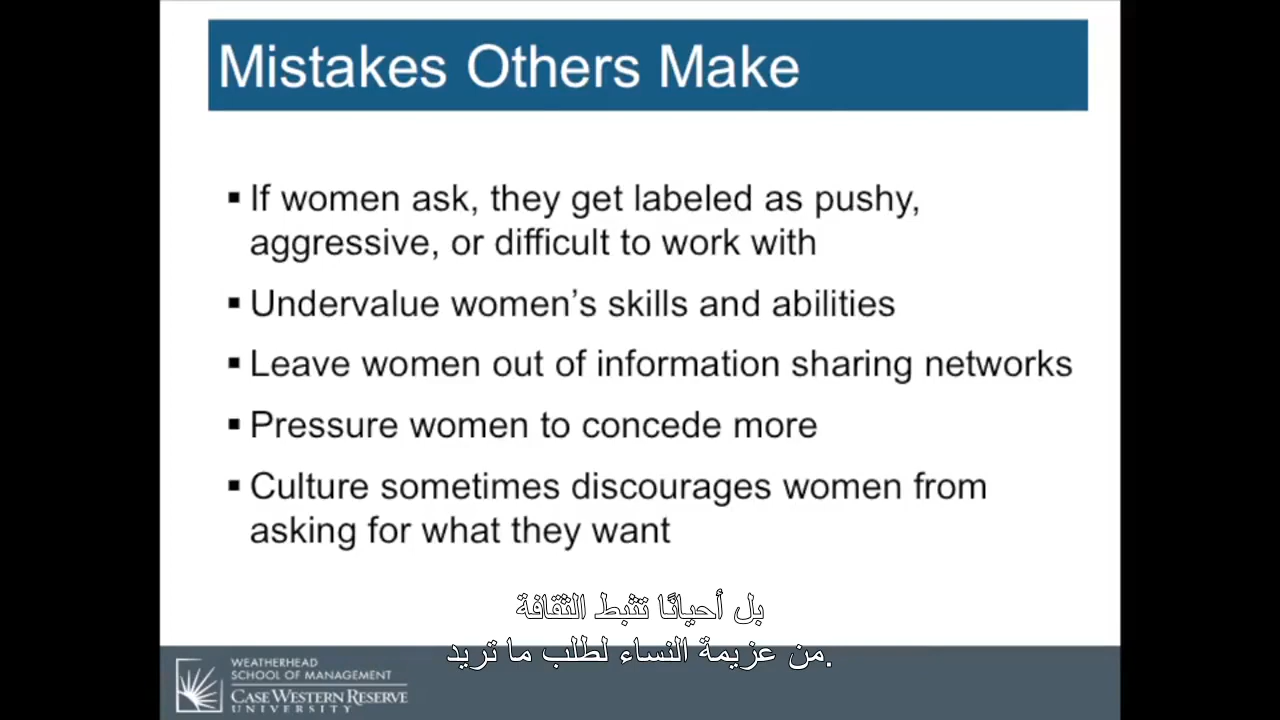 Mistakes Others Make
▪ If women ask, they get labeled as pushy,
aggressive, or difficult to work with
▪ Undervalue women’s skills and abilities
▪ Leave women out of information sharing networks
▪ Pressure women to concede more
▪ Culture sometimes discourages women from
asking for what they want
بل أحيانًا تثبط الثقافة
من عزيمة النساء لطلب ما تريد.
WEATHERHEAD
SCHOOL OF MANAGEMENT
CASE WESTERN RESERVE
UNIVERSITY